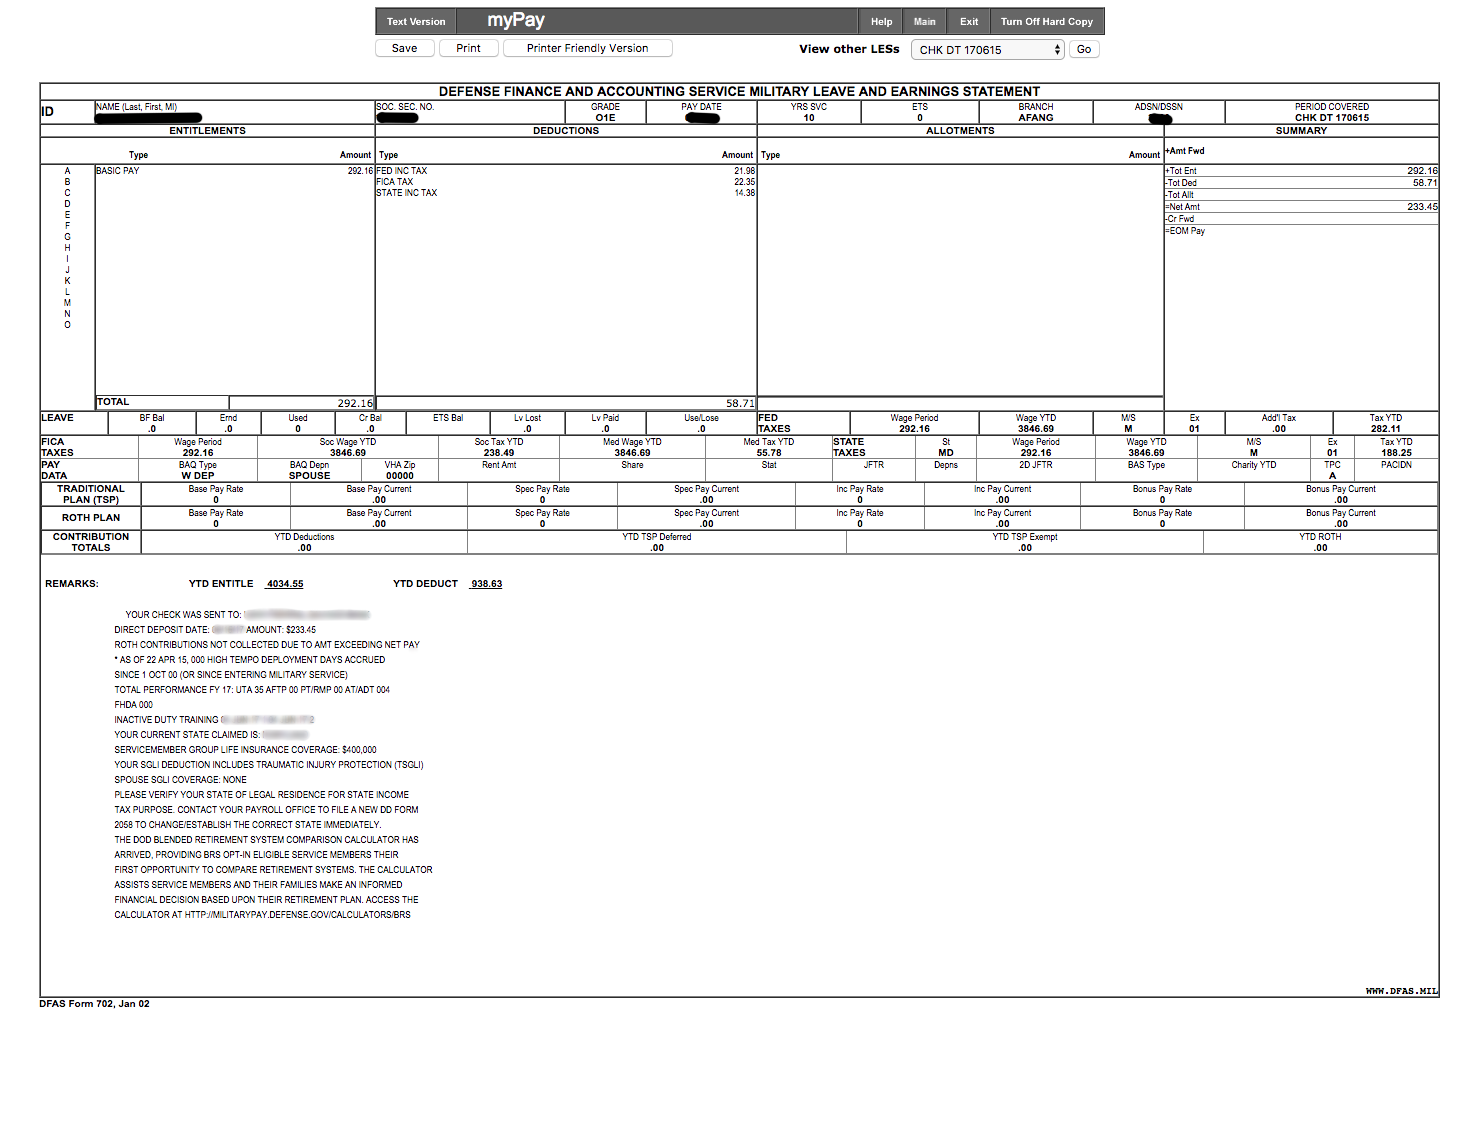 Text Version myPay Help Main Exit Turn Off Hard Copy
Save Print Printer Friendly Version View other LESs CHK DT 170615 Go
DEFENSE FINANCE AND ACCOUNTING SERVICE MILITARY LEAVE AND EARNINGS STATEMENT
ID NAME (Last, First, MI) SOC. SEC. NO. GRADE PAY DATE YRS SVC ETS BRANCH ADSN/DSSN PERIOD COVERED
O1E 10 0 AFANG CHK DT 170615
ENTITLEMENTS DEDUCTIONS ALLOTMENTS SUMMARY
Type Amount Type Amount Type Amount +Amt Fwd
A BASIC PAY 292.16 FED INC TAX 21.98 +Tot Ent 292.16
B FICA TAX 22.35 -Tot Ded 58.71
C STATE INC TAX 14.38 -Tot Allt
D =Net Amt 233.45
E -Cr Fwd
F =EOM Pay
G
H
I
J
K
L
M
N
O
TOTAL 292.16 58.71
LEAVE BF Bal Ernd Used Cr Bal ETS Bal Lv Lost Lv Paid Use/Lose FED Wage Period Wage YTD M/S Ex Add'l Tax Tax YTD
.0 .0 0 .0 .0 .0 .0 TAXES 292.16 3846.69 M 01 .00 282.11
FICA Wage Period Soc Wage YTD Soc Tax YTD Med Wage YTD Med Tax YTD STATE St Wage Period Wage YTD M/S Ex Tax YTD
TAXES 292.16 3846.69 238.49 3846.69 55.78 TAXES MD 292.16 3846.69 M 01 188.25
PAY BAQ Type BAQ Depn VHA Zip Rent Amt Share Stat JFTR Depns 2D JFTR BAS Type Charity YTD TPC PACIDN
DATA W DEP SPOUSE 00000 A
TRADITIONAL Base Pay Rate Base Pay Current Spec Pay Rate Spec Pay Current Inc Pay Rate Inc Pay Current Bonus Pay Rate Bonus Pay Current
PLAN (TSP) 0 .00 0 .00 0 .00 0 .00
ROTH PLAN Base Pay Rate Base Pay Current Spec Pay Rate Spec Pay Current Inc Pay Rate Inc Pay Current Bonus Pay Rate Bonus Pay Current
0 .00 0 .00 0 .00 0 .00
CONTRIBUTION YTD Deductions YTD TSP Deferred YTD TSP Exempt YTD ROTH
TOTALS .00 .00 .00 .00
REMARKS: YTD ENTITLE 4034.55 YTD DEDUCT 938.63
YOUR CHECK WAS SENT TO:
DIRECT DEPOSIT DATE: AMOUNT: $233.45
ROTH CONTRIBUTIONS NOT COLLECTED DUE TO AMT EXCEEDING NET PAY
* AS OF 22 APR 15, 000 HIGH TEMPO DEPLOYMENT DAYS ACCRUED
SINCE 1 OCT 00 (OR SINCE ENTERING MILITARY SERVICE)
TOTAL PERFORMANCE FY 17: UTA 35 AFTP 00 PT/RMP 00 AT/ADT 004
FHDA 000
INACTIVE DUTY TRAINING
YOUR CURRENT STATE CLAIMED IS:
SERVICEMEMBER GROUP LIFE INSURANCE COVERAGE: $400,000
YOUR SGLI DEDUCTION INCLUDES TRAUMATIC INJURY PROTECTION (TSGLI)
SPOUSE SGLI COVERAGE: NONE
PLEASE VERIFY YOUR STATE OF LEGAL RESIDENCE FOR STATE INCOME
TAX PURPOSE. CONTACT YOUR PAYROLL OFFICE TO FILE A NEW DD FORM
2058 TO CHANGE/ESTABLISH THE CORRECT STATE IMMEDIATELY.
THE DOD BLENDED RETIREMENT SYSTEM COMPARISON CALCULATOR HAS
ARRIVED, PROVIDING BRS OPT-IN ELIGIBLE SERVICE MEMBERS THEIR
FIRST OPPORTUNITY TO COMPARE RETIREMENT SYSTEMS. THE CALCULATOR
ASSISTS SERVICE MEMBERS AND THEIR FAMILIES MAKE AN INFORMED
FINANCIAL DECISION BASED UPON THEIR RETIREMENT PLAN. ACCESS THE
CALCULATOR AT HTTP://MILITARYPAY.DEFENSE.GOV/CALCULATORS/BRS
WWW.DFAS.MIL
DFAS Form 702, Jan 02